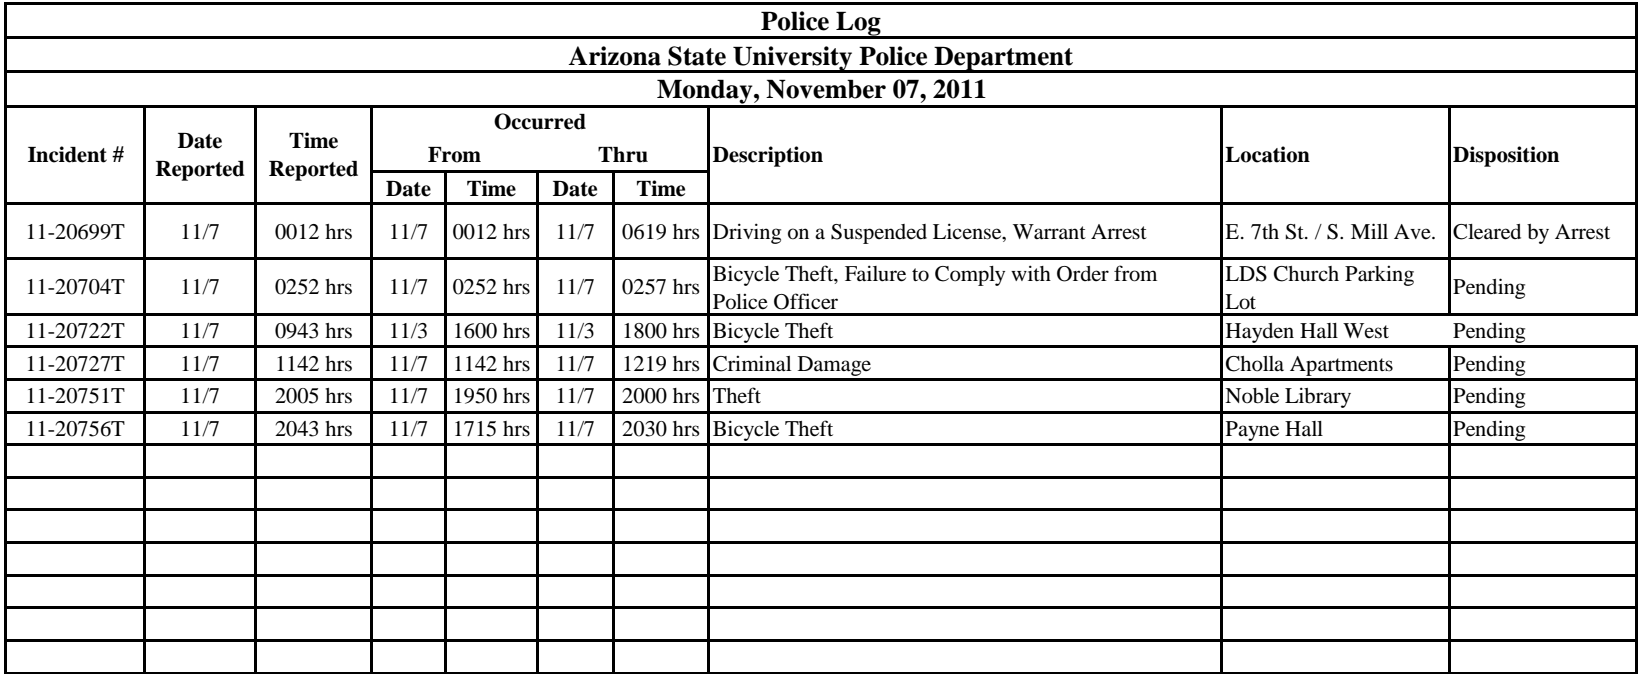 Police Log
Arizona State University Police Department
Monday, November 07, 2011
Incident # Date Reported Time Reported Occurred Description Location Disposition
From Thru
Date Time Date Time
11-20699T 11/7 0012 hrs 11/7 0012 hrs 11/7 0619 hrs Driving on a Suspended License, Warrant Arrest E. 7th St. / S. Mill Ave. Cleared by Arrest
11-20704T 11/7 0252 hrs 11/7 0252 hrs 11/7 0257 hrs Bicycle Theft, Failure to Comply with Order from Police Officer LDS Church Parking Lot Pending
11-20722T 11/7 0943 hrs 11/3 1600 hrs 11/3 1800 hrs Bicycle Theft Hayden Hall West Pending
11-20727T 11/7 1142 hrs 11/7 1142 hrs 11/7 1219 hrs Criminal Damage Cholla Apartments Pending
11-20751T 11/7 2005 hrs 11/7 1950 hrs 11/7 2000 hrs Theft Noble Library Pending
11-20756T 11/7 2043 hrs 11/7 1715 hrs 11/7 2030 hrs Bicycle Theft Payne Hall Pending